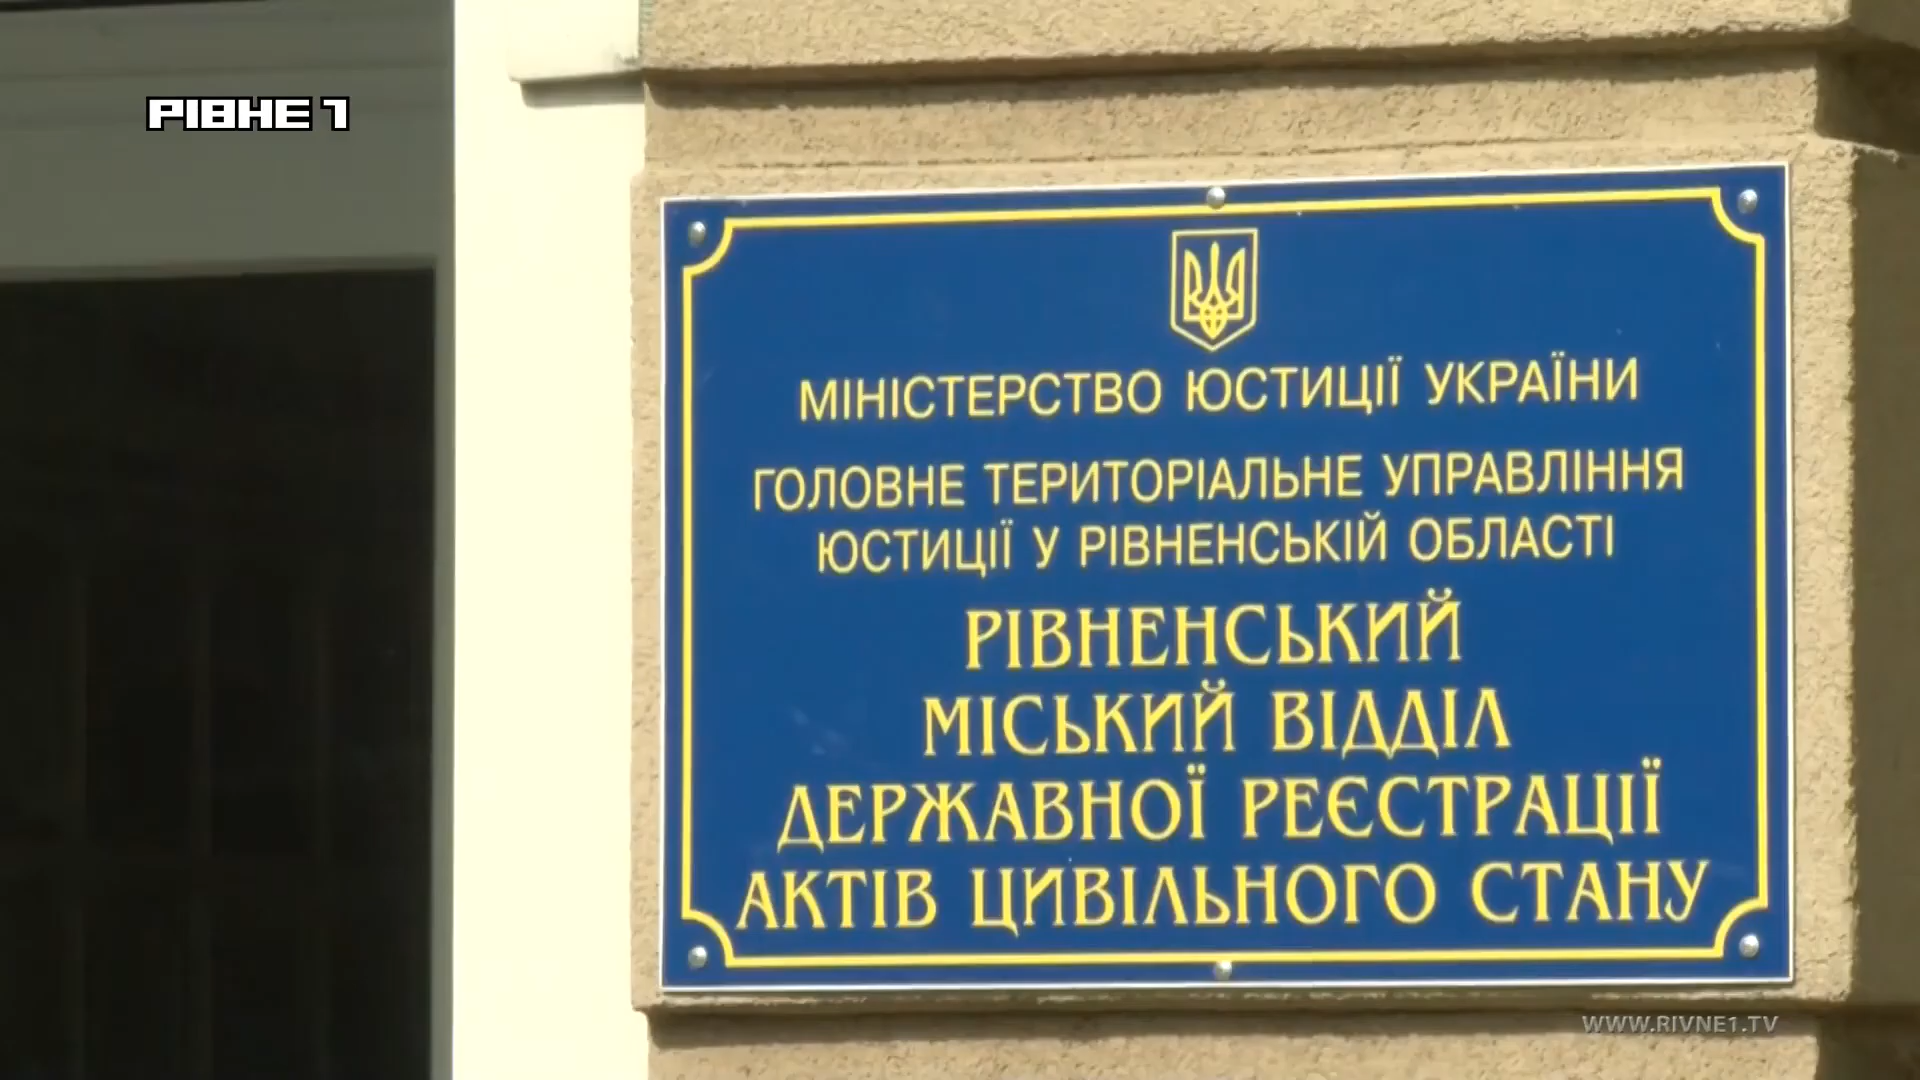 РІВНЕ 1
МІНІСТЕРСТВО ЮСТИЦІЇ УКРАЇНИ
ГОЛОВНЕ ТЕРИТОРІАЛЬНЕ УПРАВЛІННЯ
ЮСТИЦІЇ У РІВНЕНСЬКІЙ ОБЛАСТІ
РІВНЕНСЬКИЙ
МІСЬКИЙ ВІДДІЛ
ДЕРЖАВНОЇ РЕЄСТРАЦІЇ
АКТІВ ЦИВІЛЬНОГО СТАНУ
WWW.RIVNE1.TV